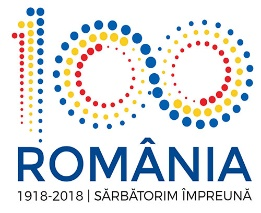 100
ROMÂNIA
1918-2018 | SĂRBĂTORIM ÎMPREUNĂ